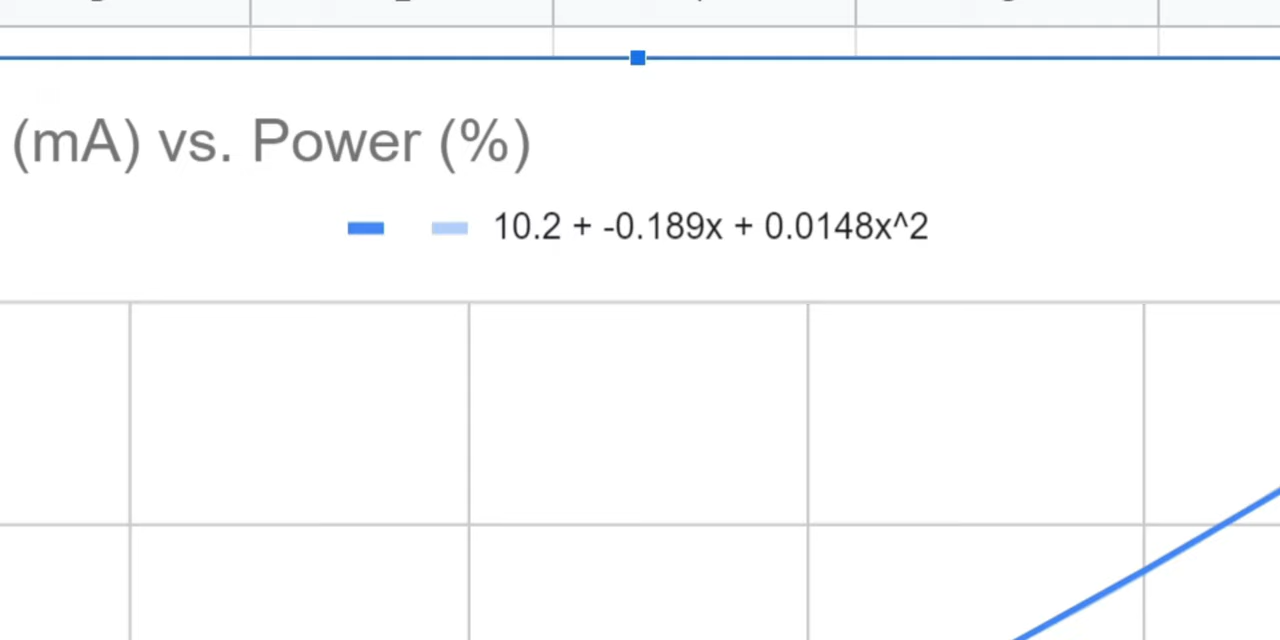 (mA) vs. Power (%)
10.2 + -0.189x + 0.0148x^2